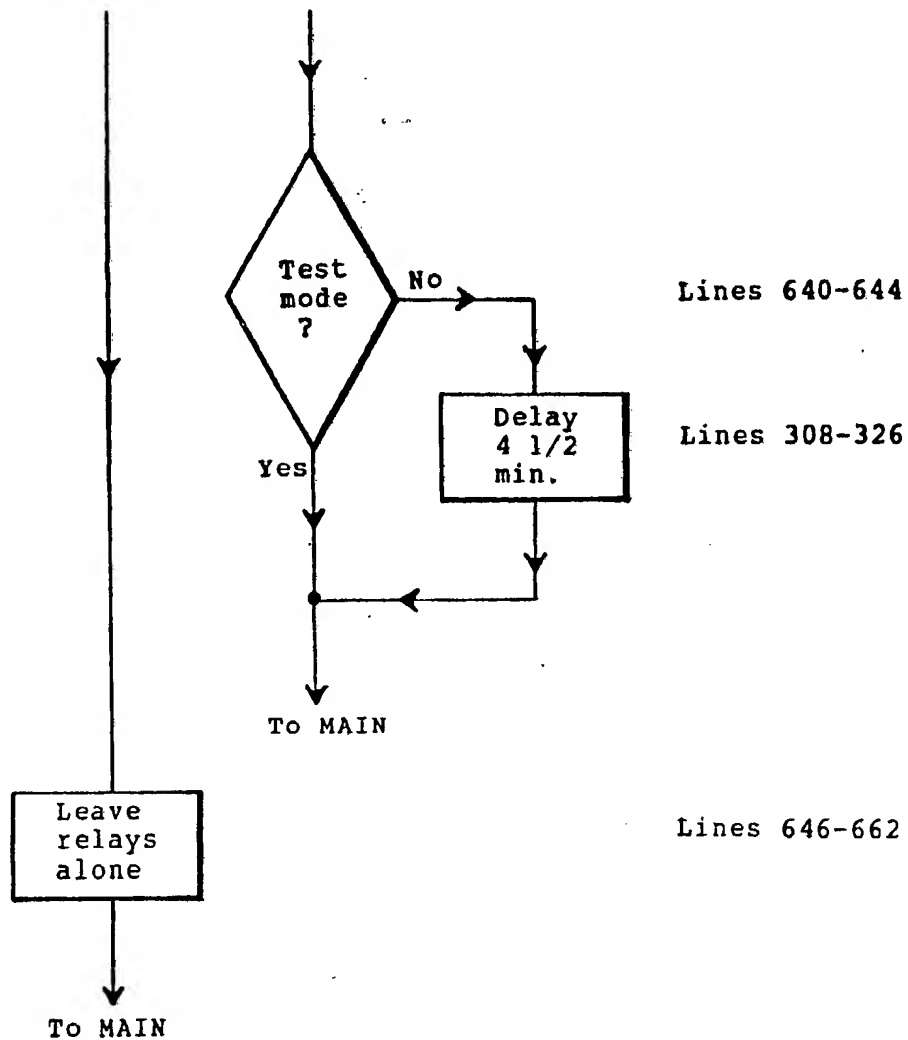 Test
mode
?
No
Lines 640-644
Delay
4 1/2
min.
Lines 308-326
Yes
To MAIN
Leave
relays
alone
Lines 646-662
To MAIN